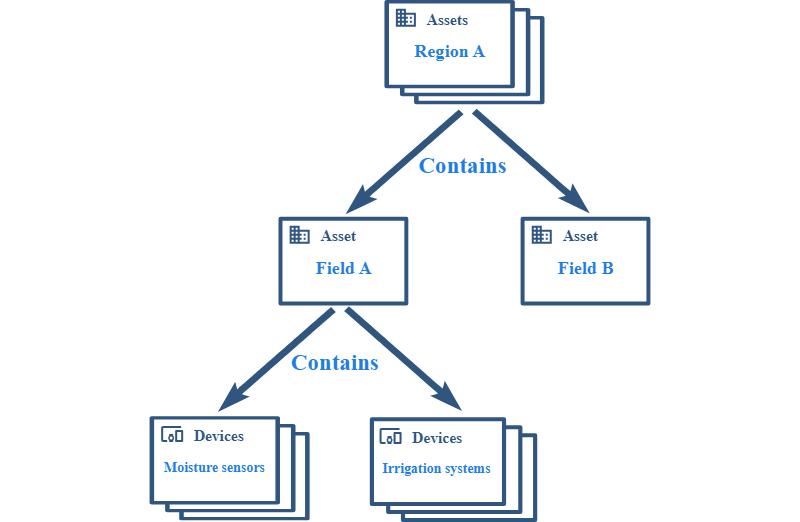 Assets
Region A
Contains
Asset
Field A
Asset
Field B
Contains
Devices
Moisture sensors
Devices
Irrigation systems